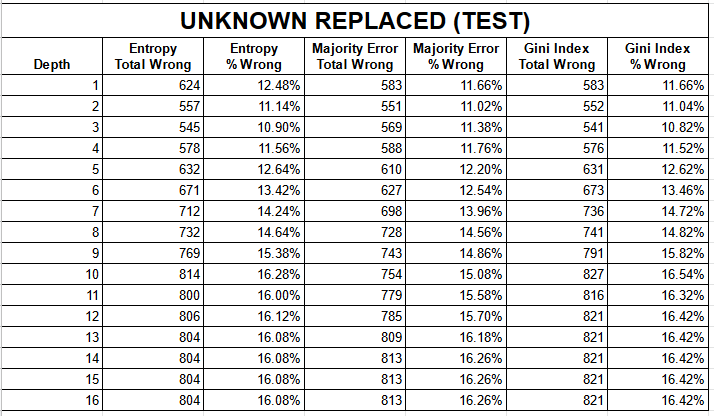 UNKNOWN REPLACED (TEST)
Depth Entropy Total Wrong Entropy % Wrong Majority Error Total Wrong Majority Error % Wrong Gini Index Total Wrong Gini Index % Wrong
1 624 12.48% 583 11.66% 583 11.66%
2 557 11.14% 551 11.02% 552 11.04%
3 545 10.90% 569 11.38% 541 10.82%
4 578 11.56% 588 11.76% 576 11.52%
5 632 12.64% 610 12.20% 631 12.62%
6 671 13.42% 627 12.54% 673 13.46%
7 712 14.24% 698 13.96% 736 14.72%
8 732 14.64% 728 14.56% 741 14.82%
9 769 15.38% 743 14.86% 791 15.82%
10 814 16.28% 754 15.08% 827 16.54%
11 800 16.00% 779 15.58% 816 16.32%
12 806 16.12% 785 15.70% 821 16.42%
13 804 16.08% 809 16.18% 821 16.42%
14 804 16.08% 813 16.26% 821 16.42%
15 804 16.08% 813 16.26% 821 16.42%
16 804 16.08% 813 16.26% 821 16.42%